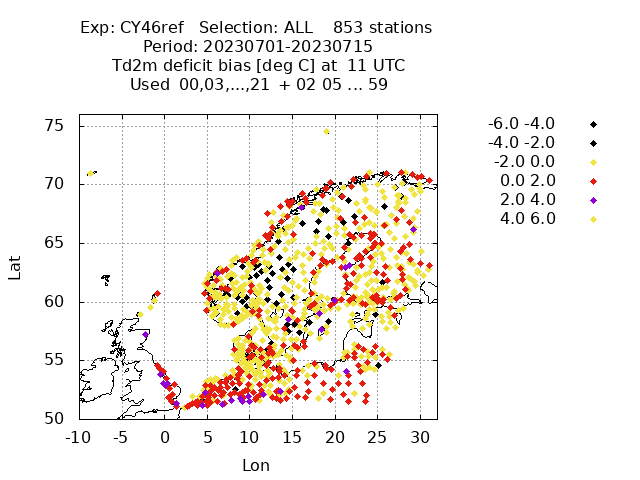 Exp: CY46ref   Selection: ALL    853 stations
Period: 20230701-20230715
Td2m deficit bias [deg C] at  11 UTC
Used  00,03,...,21  + 02 05 ... 59
-6.0 -4.0
-4.0 -2.0
-2.0 0.0
0.0 2.0
2.0 4.0
4.0 6.0
75
70
65
60
55
50
Lat
-10 -5 0 5 10 15 20 25 30
Lon